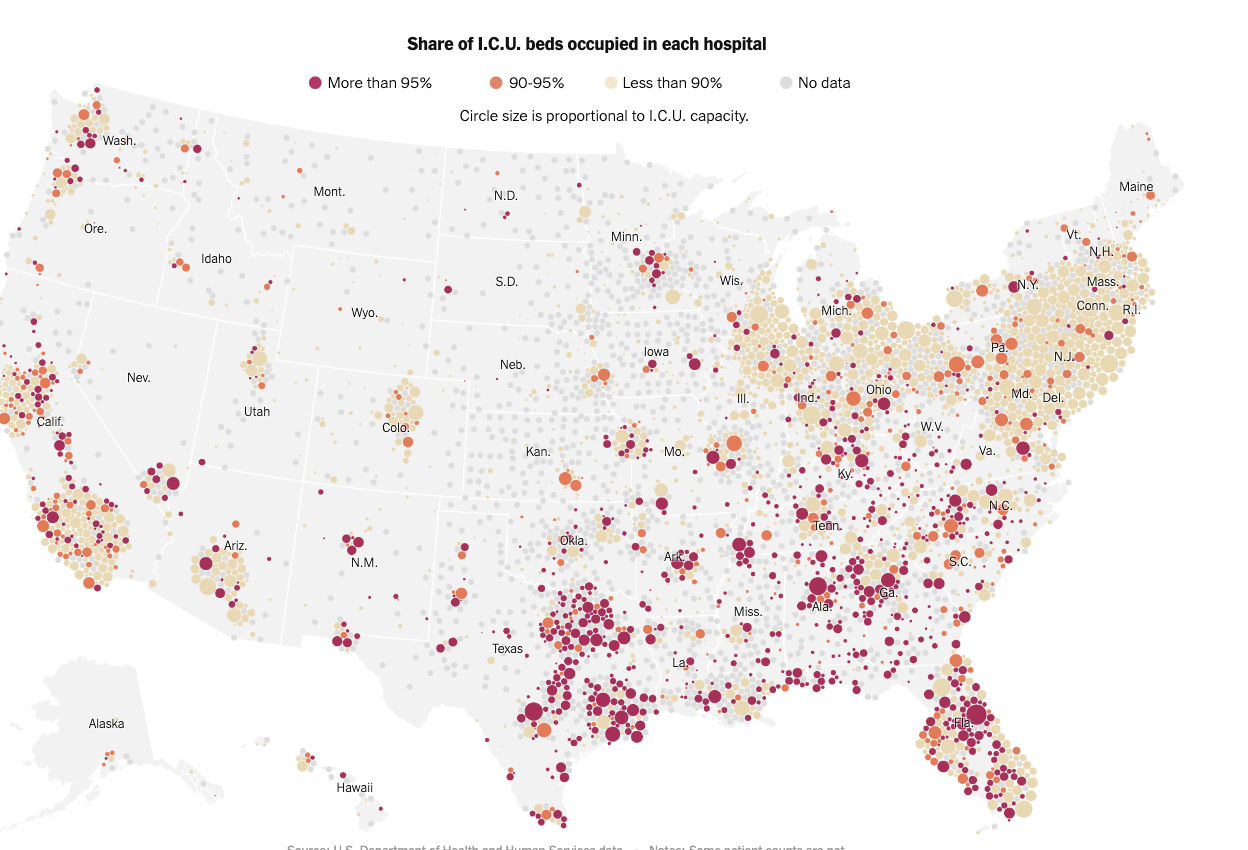 Share of I.C.U. beds occupied in each hospital
More than 95% 90-95% Less than 90% No data
Circle size is proportional to I.C.U. capacity.
Wash.
Maine
Mont.
N.D.
Ore.
Minn.
Vt.
N.H.
Idaho
S.D.
Wis.
N.Y.
Mass.
Wyo.
Mich.
Conn.
R.I.
Iowa
Pa.
N.J.
Neb.
Nev.
Ohio
Ill.
Ind.
Md.
Del.
Utah
Calif.
Colo.
W.V.
Kan.
Mo.
Va.
Ky.
N.C.
Tenn.
Okla.
Ariz.
N.M.
Ark.
S.C.
Ga.
Ala.
Miss.
Texas
La.
Alaska
Fla.
Hawaii
Source: U.S. Department of Health and Human Services data • Notes: Some patient counts are not